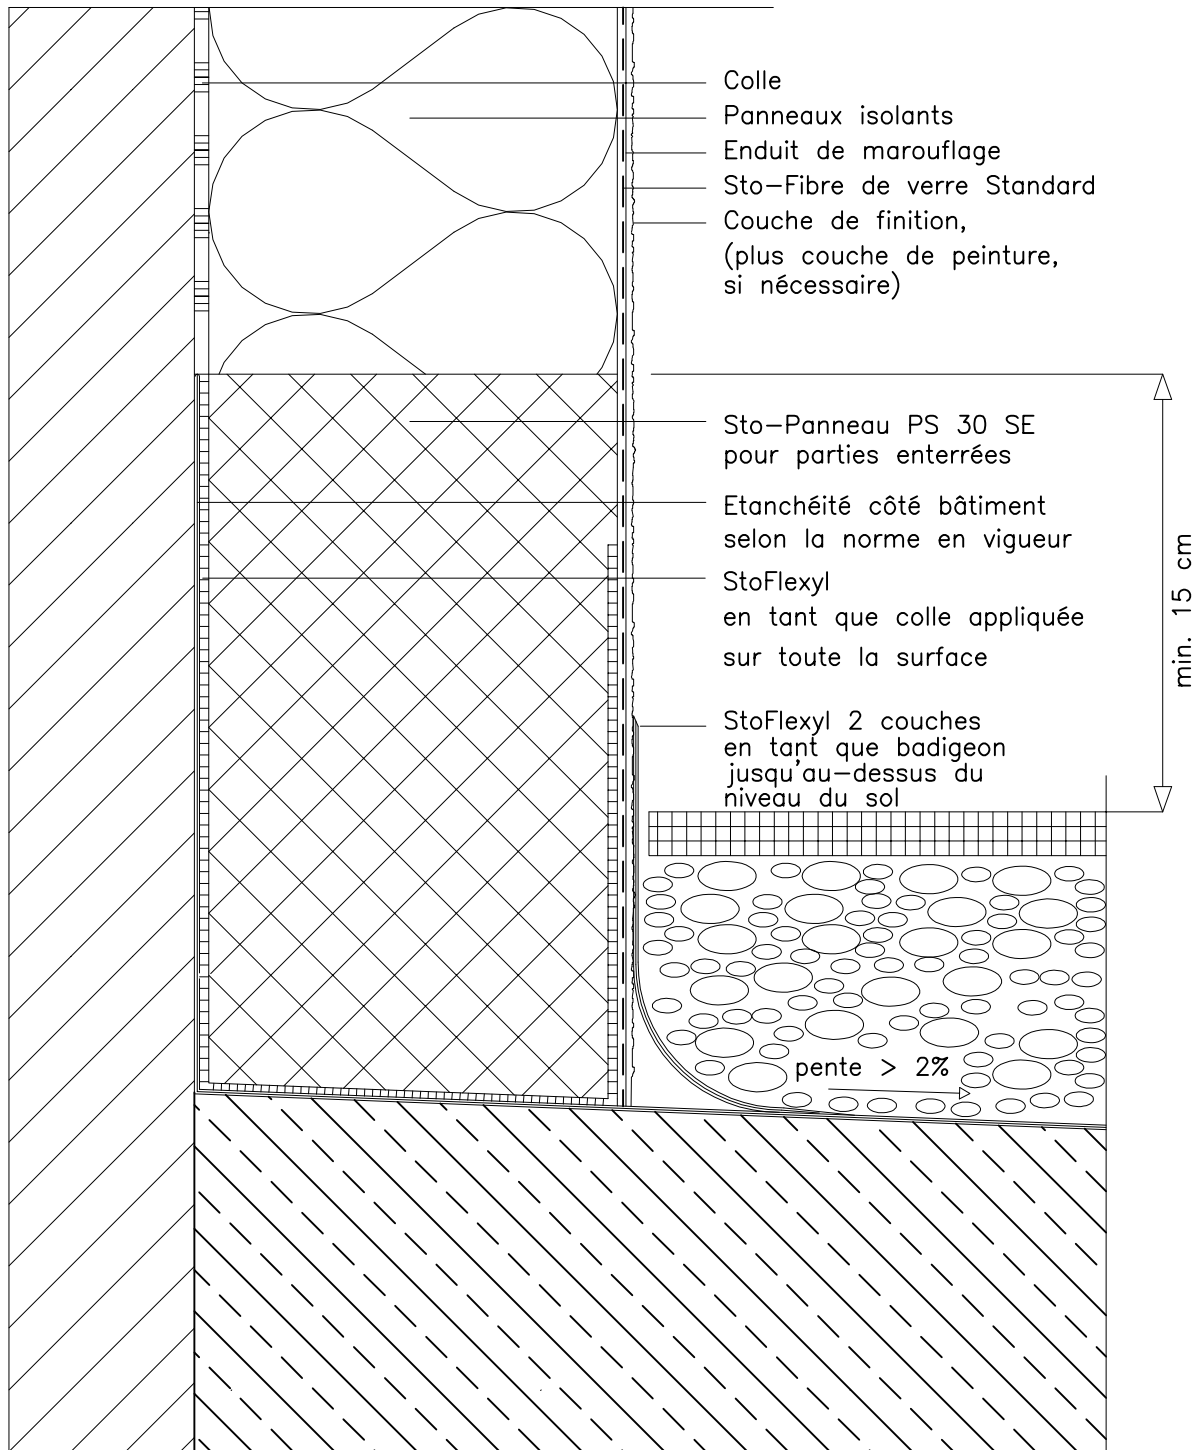 Colle
Panneaux isolants
Enduit de marouflage
Sto-Fibre de verre Standard
Couche de finition,
(plus couche de peinture,
si nécessaire)
Sto-Panneau PS 30 SE
pour parties enterrées
Etanchéité côté bâtiment
selon la norme en vigueur
StoFlexyl
en tant que colle appliquée
sur toute la surface
min. 15 cm
StoFlexyl 2 couches
en tant que badigeon
jusqu'au-dessus du
niveau du sol
pente > 2%